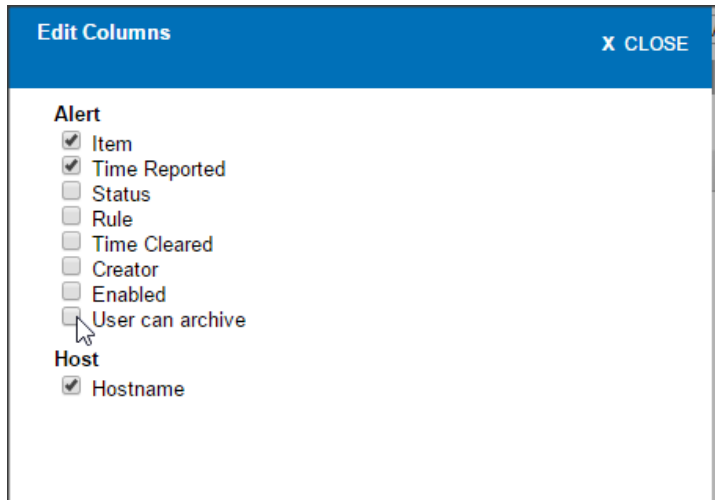 Edit Columns
X CLOSE
Alert
Item
Time Reported
Status
Rule
Time Cleared
Creator
Enabled
User can archive
Host
Hostname